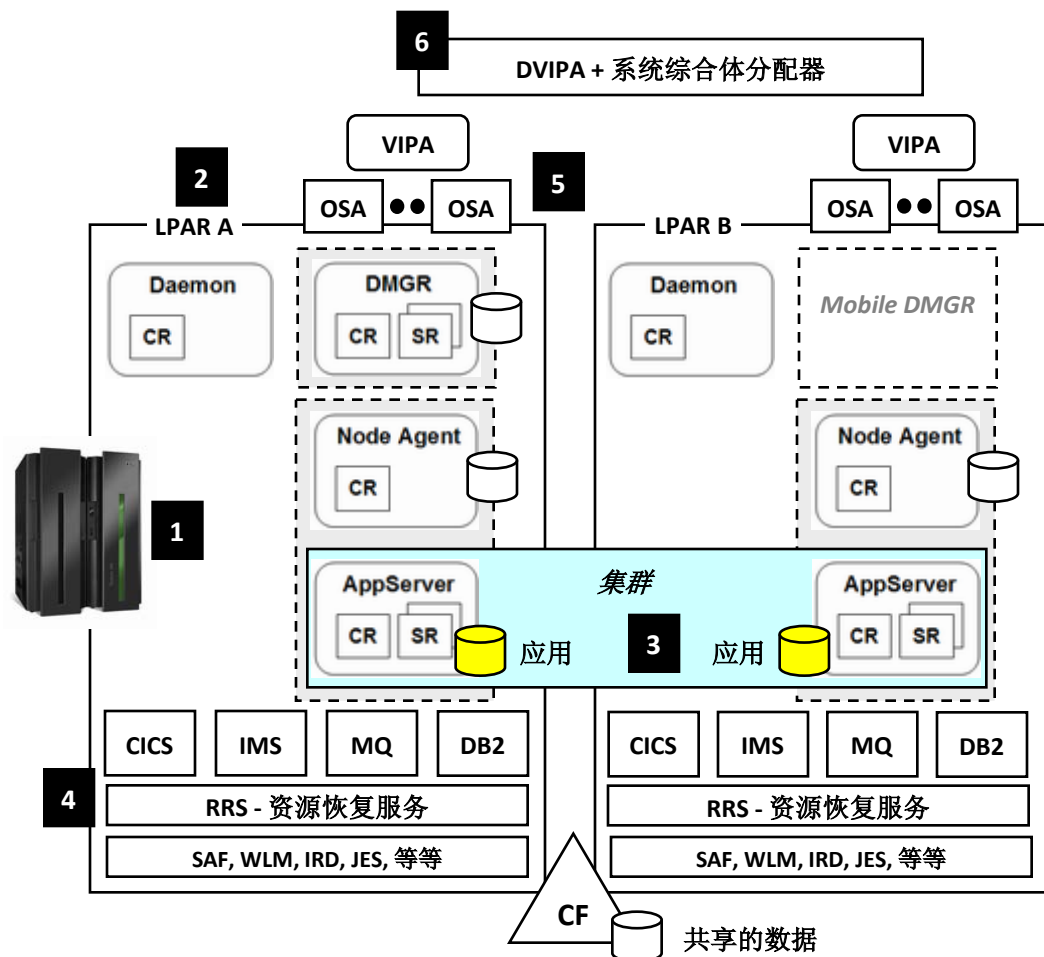 6
DVIPA + 系统综合体分配器
VIPA
VIPA
2
5
OSA
OSA
OSA
OSA
LPAR A
LPAR B
Daemon
CR
DMGR
CR
SR
Daemon
CR
Mobile DMGR
Node Agent
CR
Node Agent
CR
1
AppServer
CR
SR
应用
集群
3
应用
AppServer
CR
SR
CICS
IMS
MQ
DB2
CICS
IMS
MQ
DB2
4
RRS - 资源恢复服务
RRS - 资源恢复服务
SAF, WLM, IRD, JES, 等等
SAF, WLM, IRD, JES, 等等
CF
共享的数据